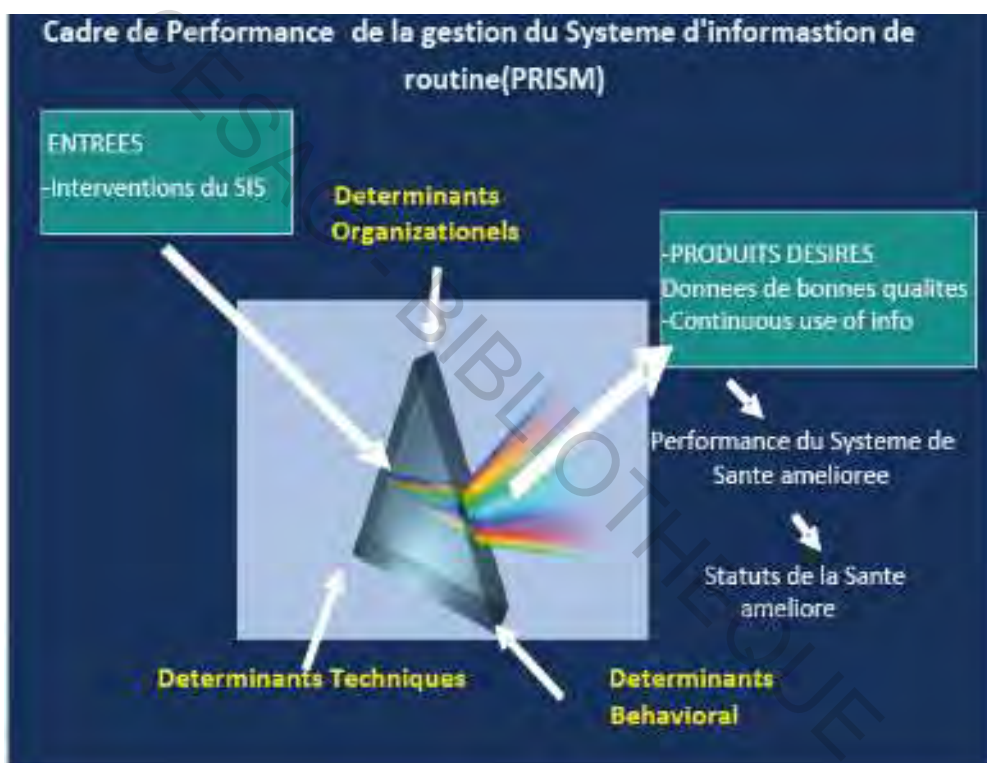 Cadre de Performance de la gestion du Systeme d'informastion de
routine(PRISM)
ENTREES
-Interventions du SIS
Determinants
Organizationels
-PRODUITS DESIRES
Donnees de bonnes qualites
-Continuous use of info
Performance du Systeme de
Sante amelioree
Statuts de la Sante
ameliore
Determinants Techniques
Determinants
Behavioral
CESAG - BIBLIOTHEQUE